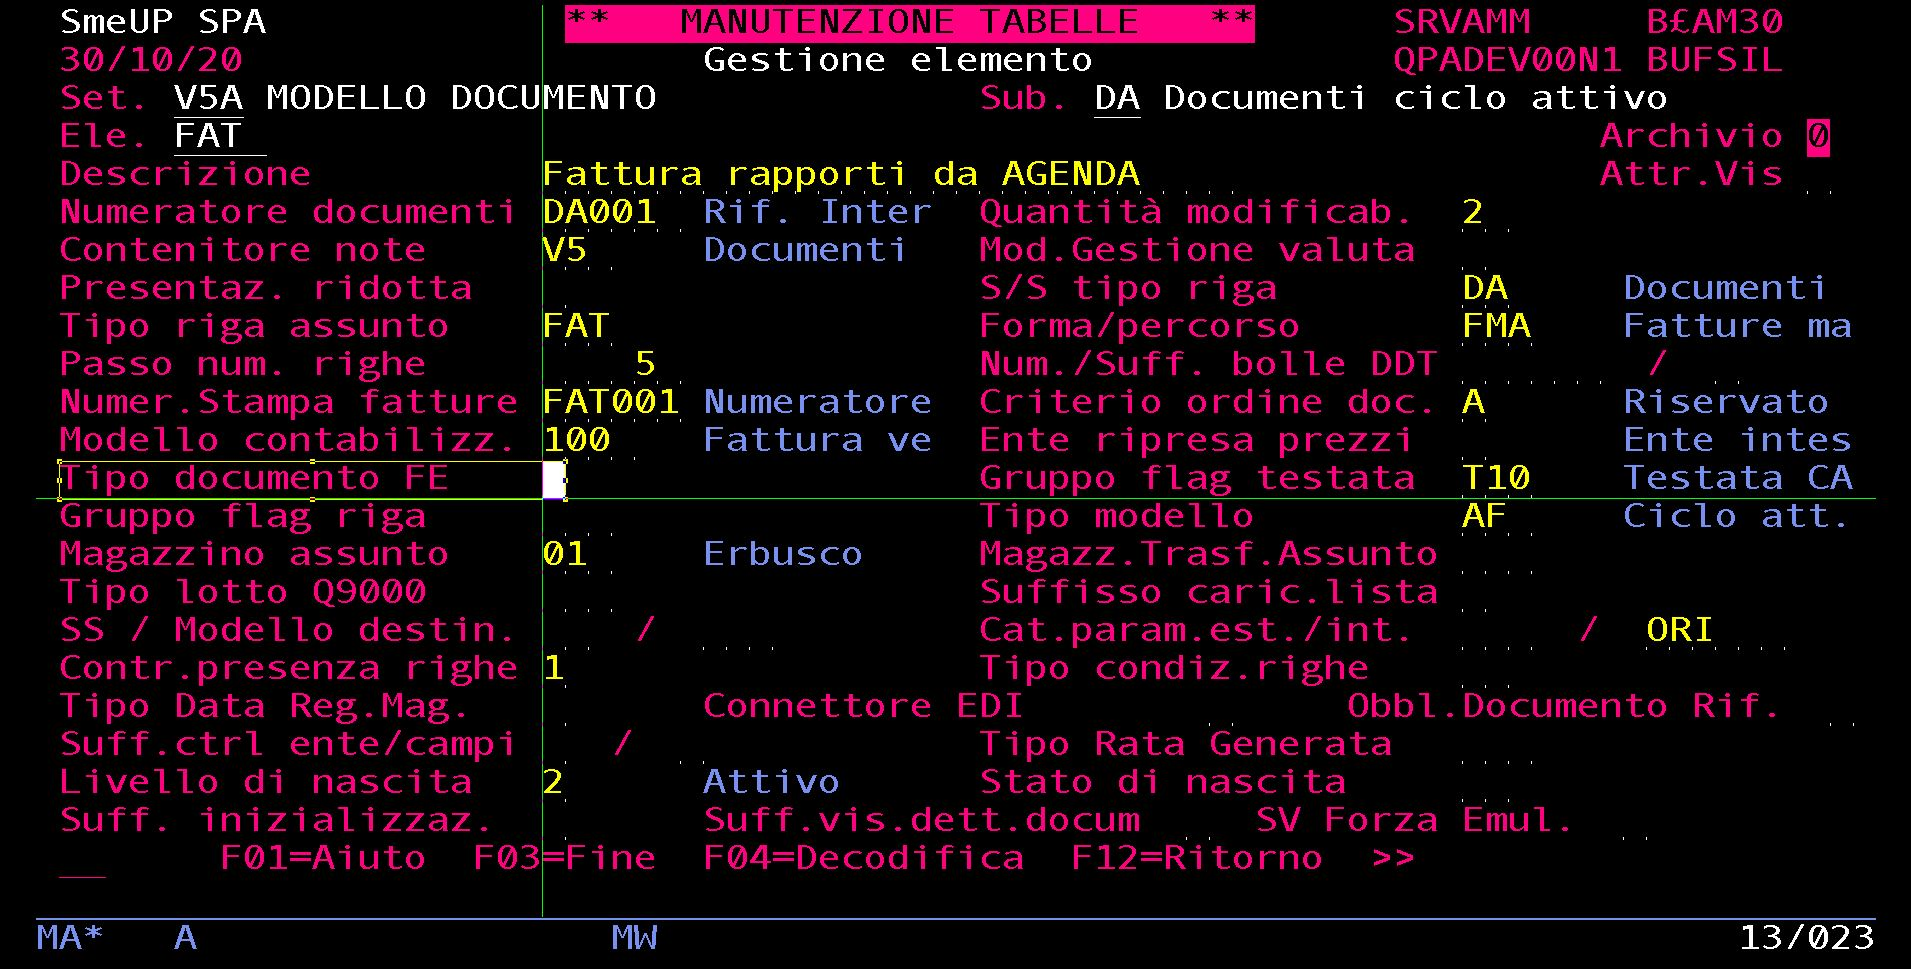 SmeUP SPA ** MANUTENZIONE TABELLE ** SRVAMM B£AM30
30/10/20 Gestione elemento QPADEV00N1 BUFSIL
Set. V5A MODELLO DOCUMENTO Sub. DA Documenti ciclo attivo
Ele. FAT Archivio 0
Descrizione Fattura rapporti da AGENDA Attr.Vis
Numeratore documenti DA001 Rif. Inter Quantità modificab. 2
Contenitore note V5 Documenti Mod.Gestione valuta
Presentaz. ridotta S/S tipo riga DA Documenti
Tipo riga assunto FAT Forma/percorso FMA Fatture ma
Passo num. righe 5 Num./Suff. bolle DDT /
Numer.Stampa fatture FAT001 Numeratore Criterio ordine doc. A Riservato
Modello contabilizz. 100 Fattura ve Ente ripresa prezzi Ente intes
Tipo documento FE Gruppo flag testata T10 Testata CA
Gruppo flag riga Tipo modello AF Ciclo att.
Magazzino assunto 01 Erbusco Magazz.Trasf.Assunto
Tipo lotto Q9000 Suffisso caric.lista
SS / Modello destin. / Cat.param.est./int. / ORI
Contr.presenza righe 1 Tipo condiz.righe
Tipo Data Reg.Mag. Connettore EDI Obbl.Documento Rif.
Suff.ctrl ente/campi / Tipo Rata Generata
Livello di nascita 2 Attivo Stato di nascita
Suff. inizializzaz. Suff.vis.dett.docum SV Forza Emul.
F01=Aiuto F03=Fine F04=Decodifica F12=Ritorno >>
MA* A MW 13/023